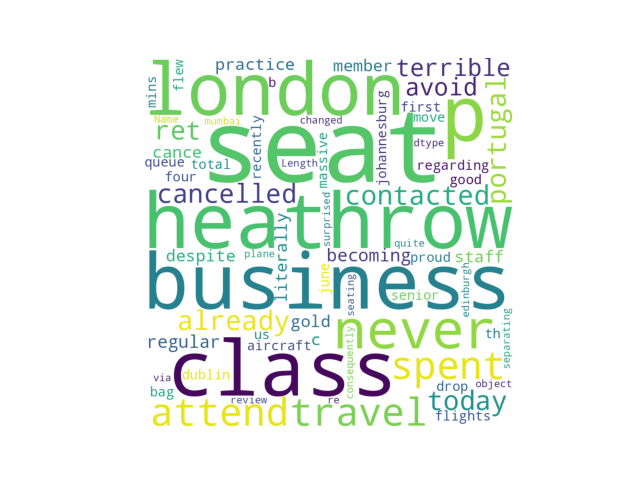 practice member terrible
london avoid
mins flew b first
Name mumbai changed move p
ret seat dtype portugal
cance recently Length massive johannesburg
queue total regarding
four good
cancelled contacted
heathrow
literally surprised quite
despite plane becoming proud staff
business
june seating senior edinburgh
already gold never th separating
regular us c
aircraft consequently
class spent
via dublin drop object
bag review re today
attend travel flights